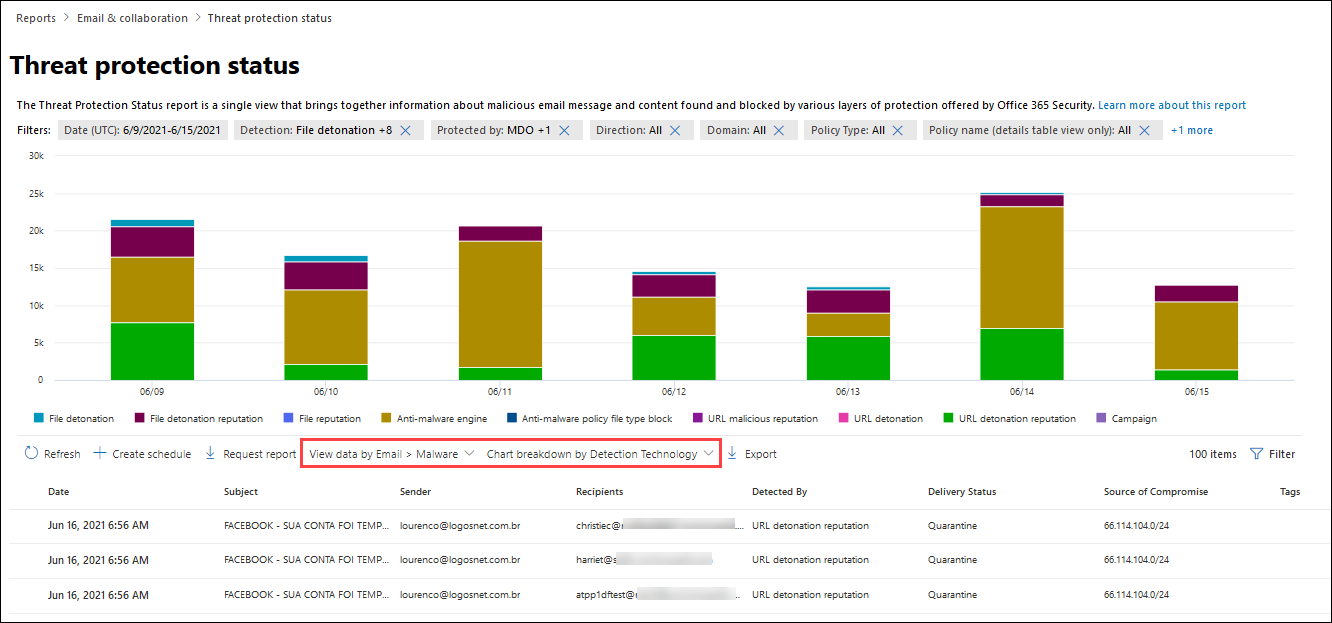 Reports > Email & collaboration > Threat protection status
Threat protection status
The Threat Protection Status report is a single view that brings together information about malicious email message and content found and blocked by various layers of protection offered by Office 365 Security. Learn more about this report
Filters: Date (UTC): 6/9/2021-6/15/2021 Detection: File detonation +8 Protected by: MDO +1 Direction: All Domain: All Policy Type: All Policy name (details table view only): All +1 more
30k
25k
20k
15k
10k
5k
0
06/09 06/10 06/11 06/12 06/13 06/14 06/15
File detonation File detonation reputation File reputation Anti-malware engine Anti-malware policy file type block URL malicious reputation URL detonation URL detonation reputation Campaign
Refresh Create schedule Request report View data by Email > Malware Chart breakdown by Detection Technology Export 100 items Filter
Date Subject Sender Recipients Detected By Delivery Status Source of Compromise Tags
Jun 16, 2021 6:56 AM FACEBOOK - SUA CONTA FOI TEMP... lourenco@logosnet.com.br christiec@ ... URL detonation reputation Quarantine 66.114.104.0/24
Jun 16, 2021 6:56 AM FACEBOOK - SUA CONTA FOI TEMP... lourenco@logosnet.com.br harriet@s URL detonation reputation Quarantine 66.114.104.0/24
Jun 16, 2021 6:56 AM FACEBOOK - SUA CONTA FOI TEMP... lourenco@logosnet.com.br atpp1dftest@ .. URL detonation reputation Quarantine 66.114.104.0/24